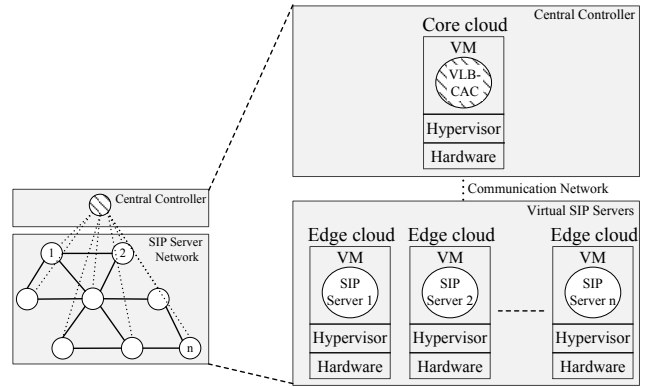 Central Controller
Core cloud
VM
VLB-
CAC
Hypervisor
Hardware
Communication Network
Central Controller
SIP Server
Network
1
2
n
Virtual SIP Servers
Edge cloud
VM
SIP
Server 1
Hypervisor
Hardware
Edge cloud
VM
SIP
Server 2
Hypervisor
Hardware
Edge cloud
VM
SIP
Server n
Hypervisor
Hardware